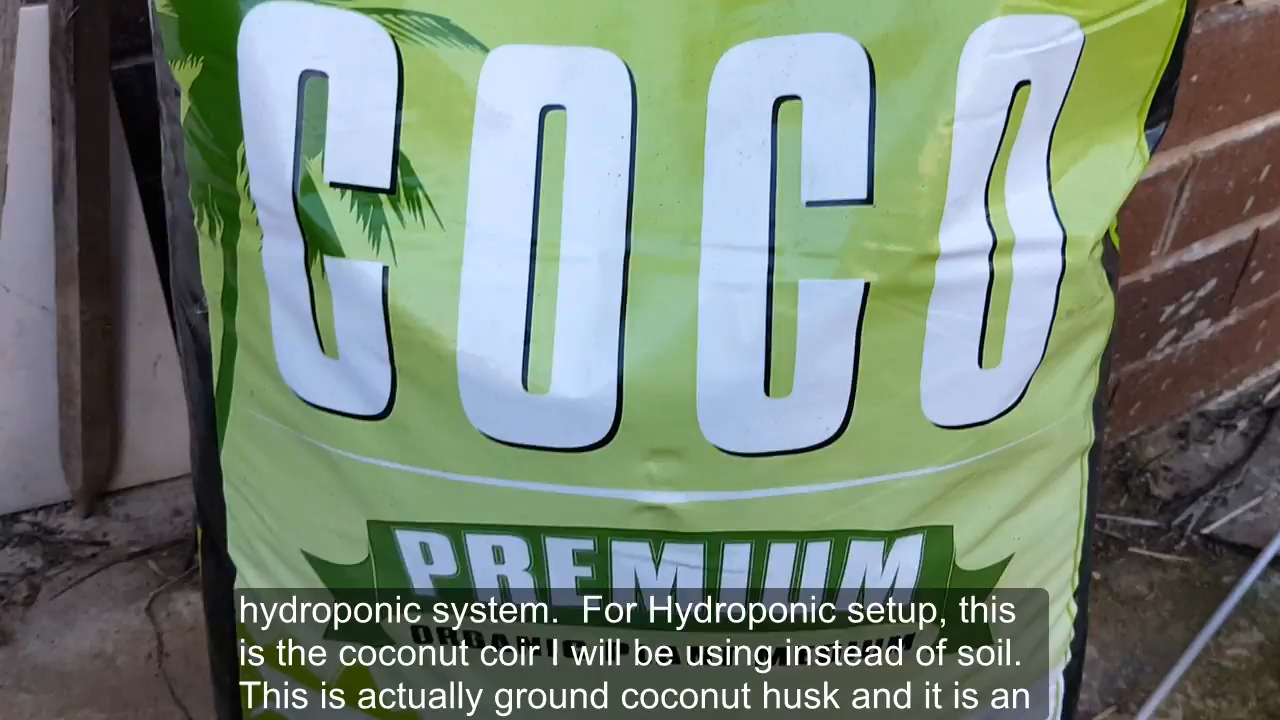 COCO
PREMIUM
ORGANIC
hydroponic system.  For Hydroponic setup, this
is the coconut coir I will be using instead of soil.
This is actually ground coconut husk and it is an